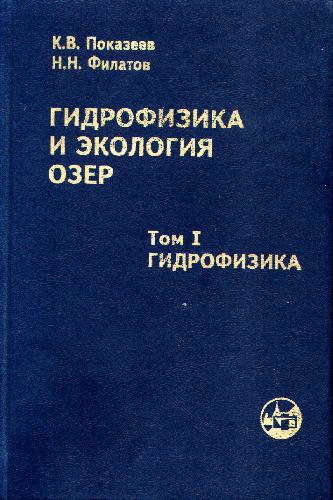 К.В. Показеев
Н.Н. Филатов
ГИДРОФИЗИКА
И ЭКОЛОГИЯ
ОЗЕР
Том I
ГИДРОФИЗИКА